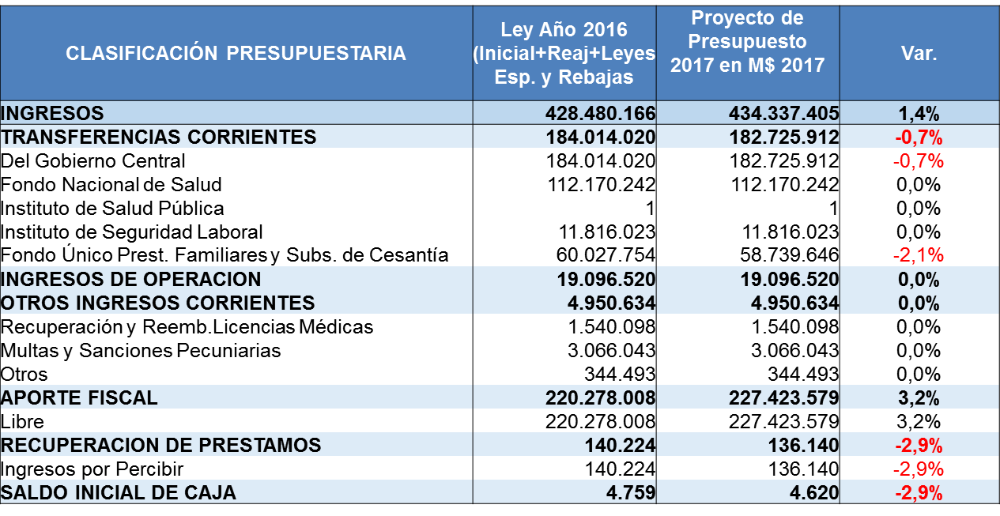 CLASIFICACIÓN PRESUPUESTARIA
Ley Año 2016
(Inicial+Reaj+Leyes
Esp. y Rebajas
Proyecto de
Presupuesto
2017 en M$ 2017
Var.
INGRESOS 428.480.166 434.337.405 1,4%
TRANSFERENCIAS CORRIENTES 184.014.020 182.725.912 -0,7%
Del Gobierno Central 184.014.020 182.725.912 -0,7%
Fondo Nacional de Salud 112.170.242 112.170.242 0,0%
Instituto de Salud Pública 1 1 0,0%
Instituto de Seguridad Laboral 11.816.023 11.816.023 0,0%
Fondo Único Prest. Familiares y Subs. de Cesantía 60.027.754 58.739.646 -2,1%
INGRESOS DE OPERACION 19.096.520 19.096.520 0,0%
OTROS INGRESOS CORRIENTES 4.950.634 4.950.634 0,0%
Recuperación y Reemb.Licencias Médicas 1.540.098 1.540.098 0,0%
Multas y Sanciones Pecuniarias 3.066.043 3.066.043 0,0%
Otros 344.493 344.493 0,0%
APORTE FISCAL 220.278.008 227.423.579 3,2%
Libre 220.278.008 227.423.579 3,2%
RECUPERACION DE PRESTAMOS 140.224 136.140 -2,9%
Ingresos por Percibir 140.224 136.140 -2,9%
SALDO INICIAL DE CAJA 4.759 4.620 -2,9%